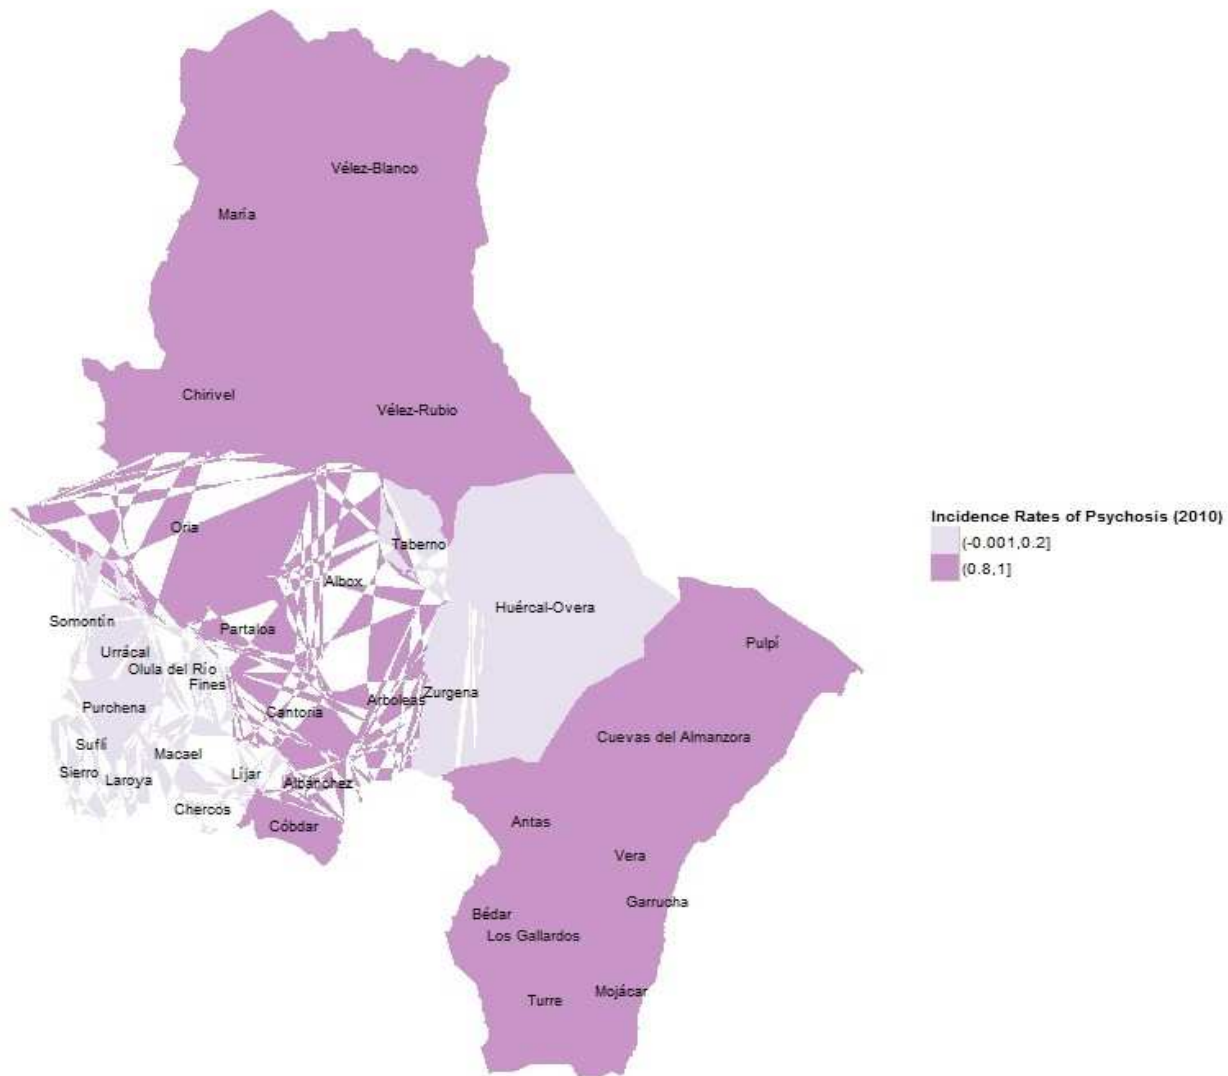 Vélez-Blanco
María
Chirivel
Vélez-Rubio
Oria
Taberno
Albox
Huércal-Overa
Somontín
Partaloa
Pulpí
Urrácal
Olula del Río
Fines
Zurgena
Arboleas
Purchena
Cantoria
Cuevas del Almanzora
Suflí
Macael
Sierro
Laroya
Líjar
Albánchez
Chercos
Cóbdar
Antas
Vera
Garrucha
Bédar
Los Gallardos
Mojácar
Turre
Incidence Rates of Psychosis (2010)
(-0.001,0.2]
(0.8,1]